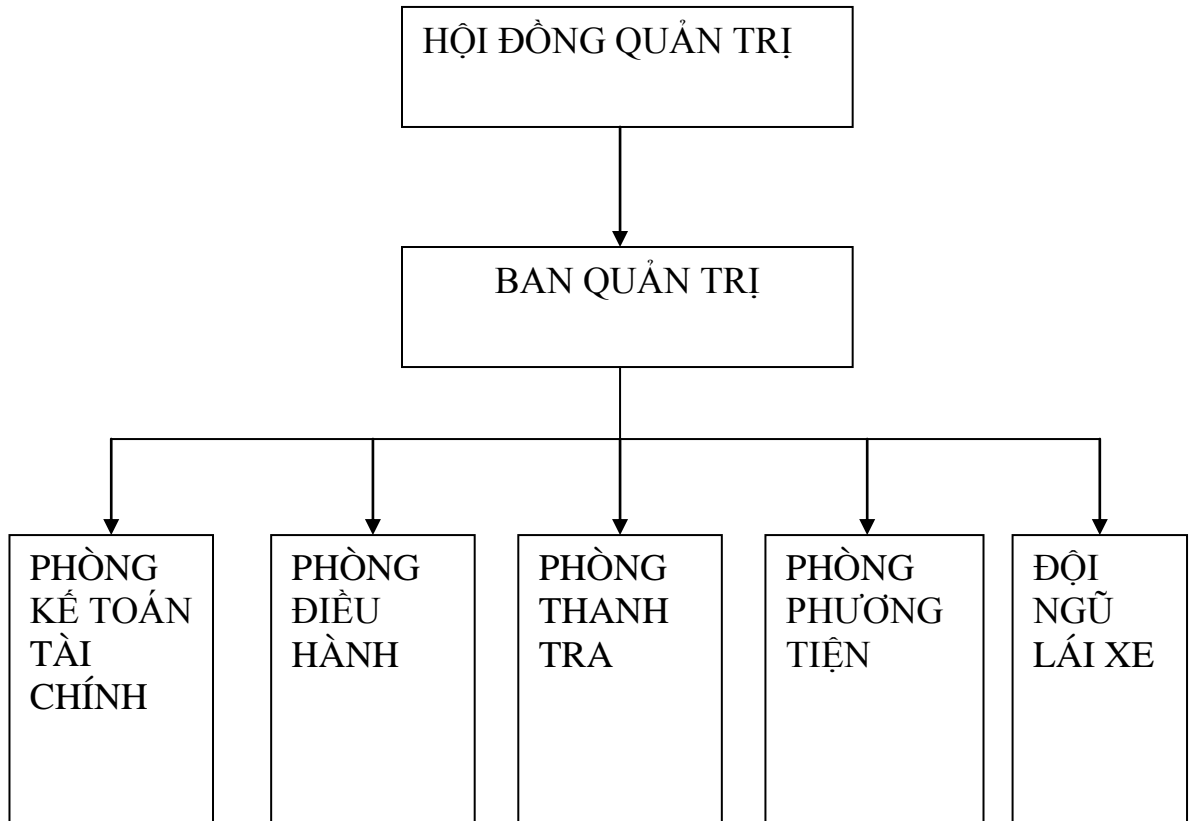 HỘI ĐỒNG QUẢN TRỊ
BAN QUẢN TRỊ
PHÒNG
KẾ TOÁN
TÀI
CHÍNH
PHÒNG
ĐIỀU
HÀNH
PHÒNG
THANH
TRA
PHÒNG
PHƯƠNG
TIỆN
ĐỘI
NGŨ
LÁI XE